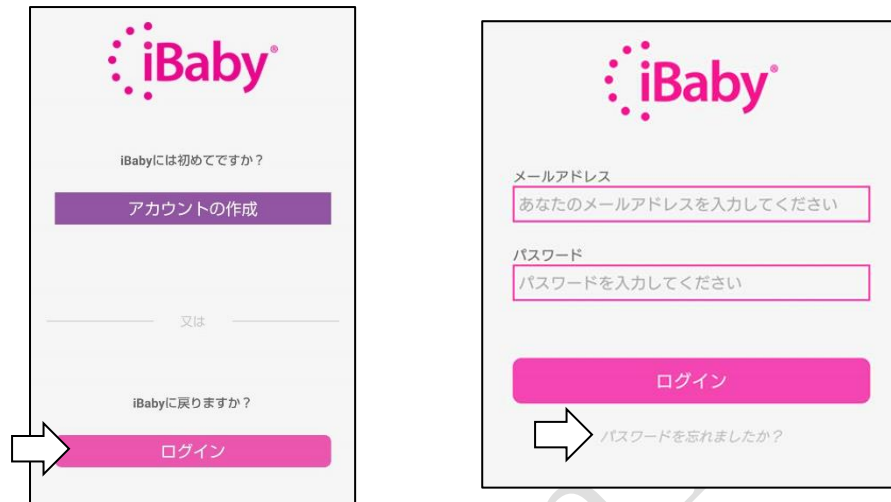 iBaby®
iBabyには初めてですか？
アカウントの作成
又は
iBabyに戻りますか？
ログイン
iBaby®
メールアドレス
あなたのメールアドレスを入力してください
パスワード
パスワードを入力してください
ログイン
パスワードを忘れましたか？